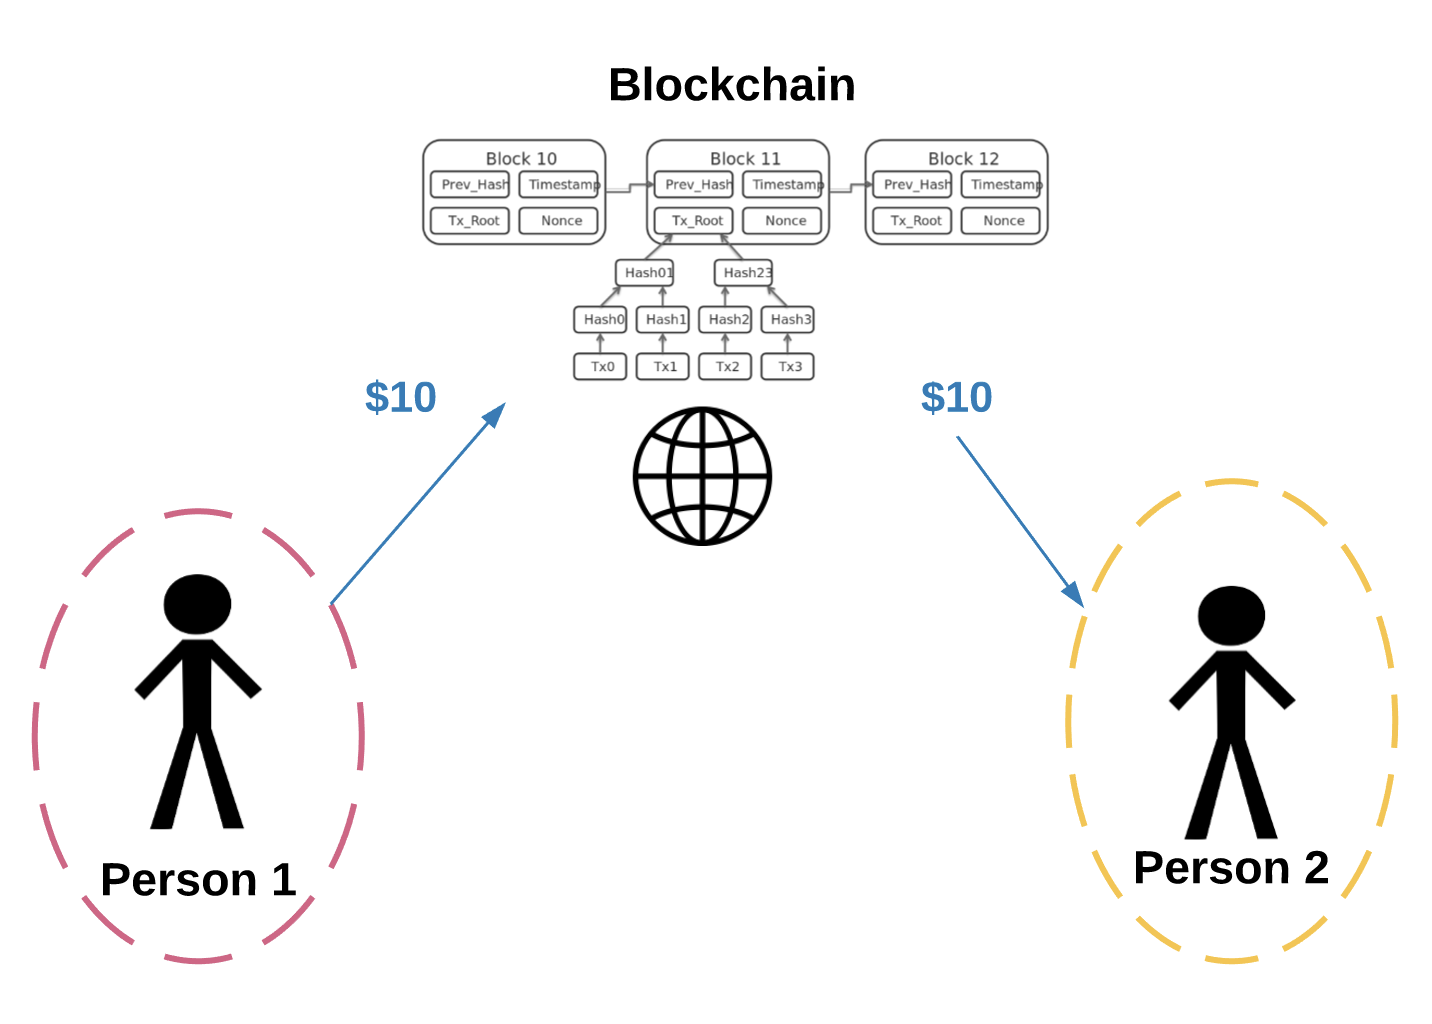 Blockchain
Block 10
Block 11
Block 12
Prev_Hash Timestamp
Prev_Hash Timestamp
Prev_Hash Timestamp
Tx_Root Nonce
Tx_Root Nonce
Tx_Root Nonce
Hash01 Hash23
Hash0 Hash1 Hash2 Hash3
Tx0 Tx1 Tx2 Tx3
$10
$10
Person 1
Person 2